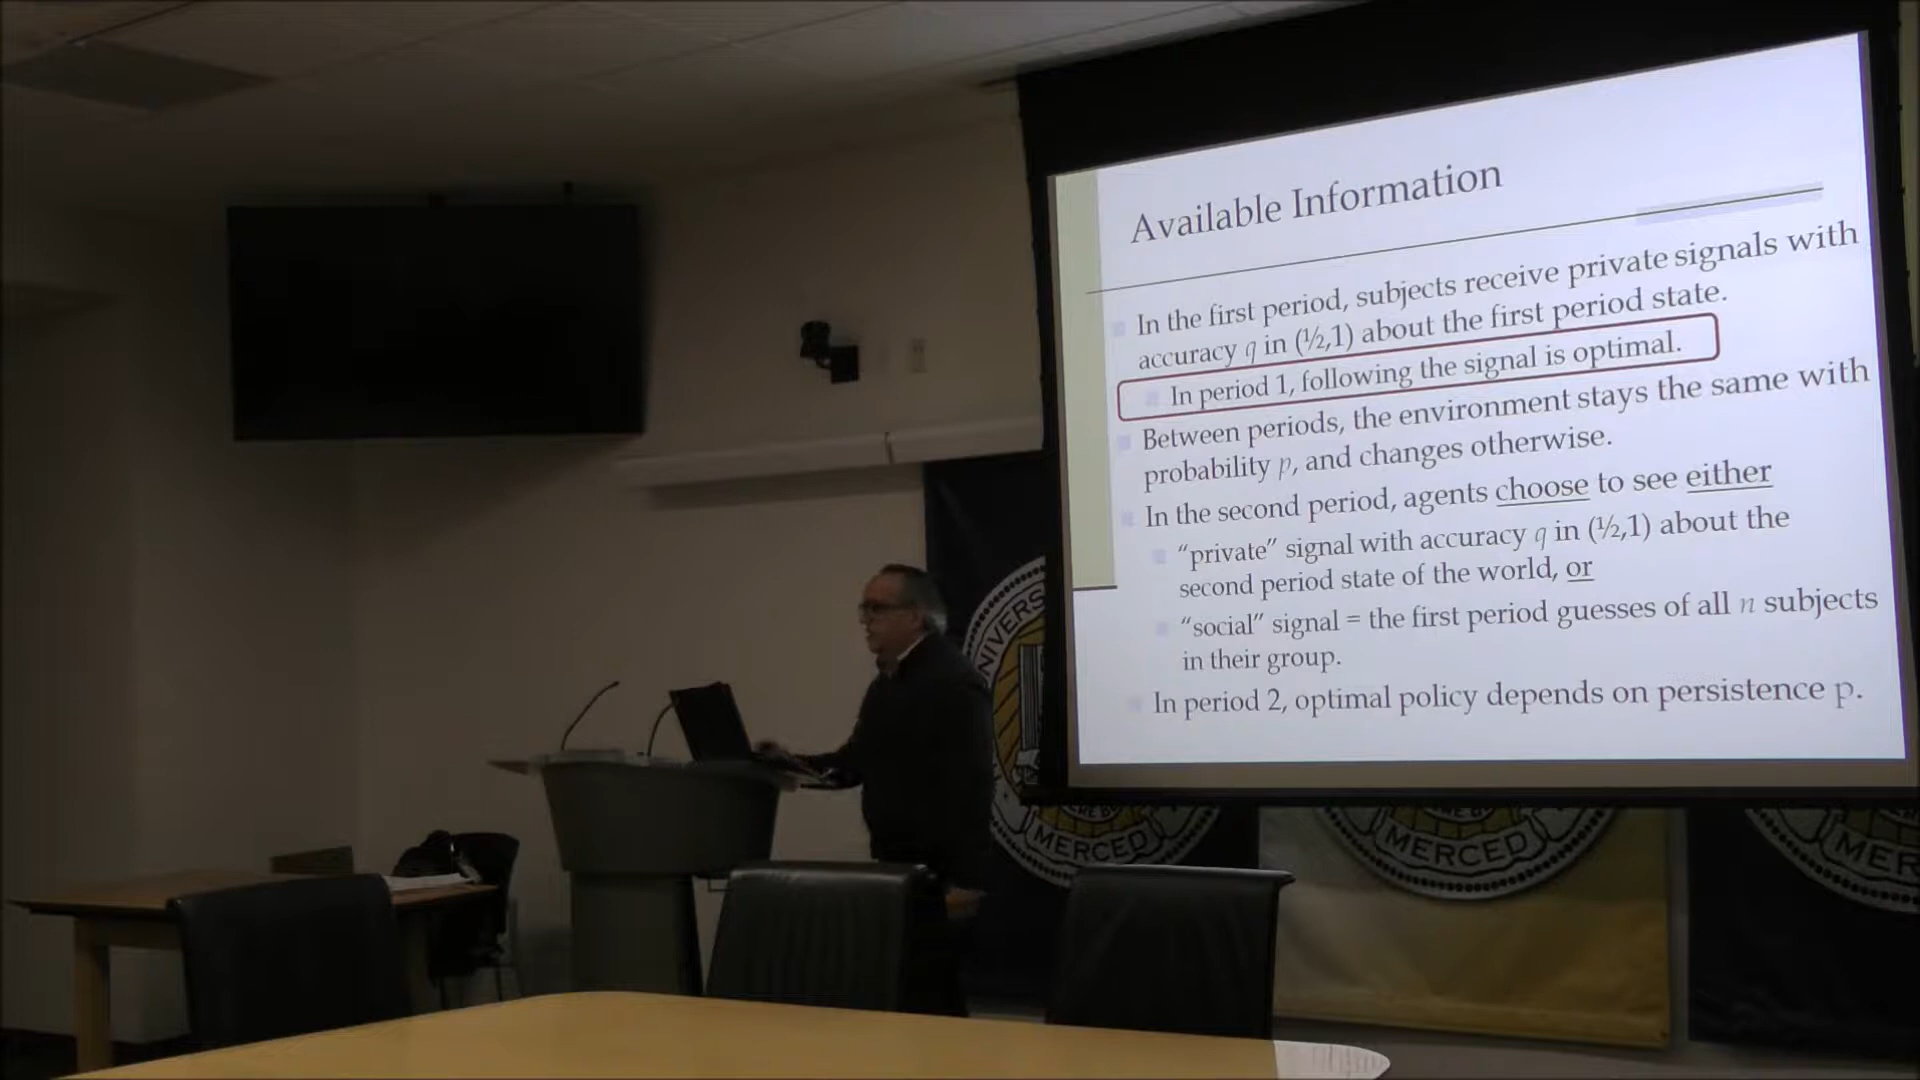 Available Information
In the first period, subjects receive private signals with
accuracy q in (½,1) about the first period state.
In period 1, following the signal is optimal.
Between periods, the environment stays the same with
probability p, and changes otherwise.
In the second period, agents choose to see either
“private” signal with accuracy q in (½,1) about the
second period state of the world, or
“social” signal = the first period guesses of all n subjects
in their group.
In period 2, optimal policy depends on persistence p.
UNIVERS
MERCED
MERCED
MER